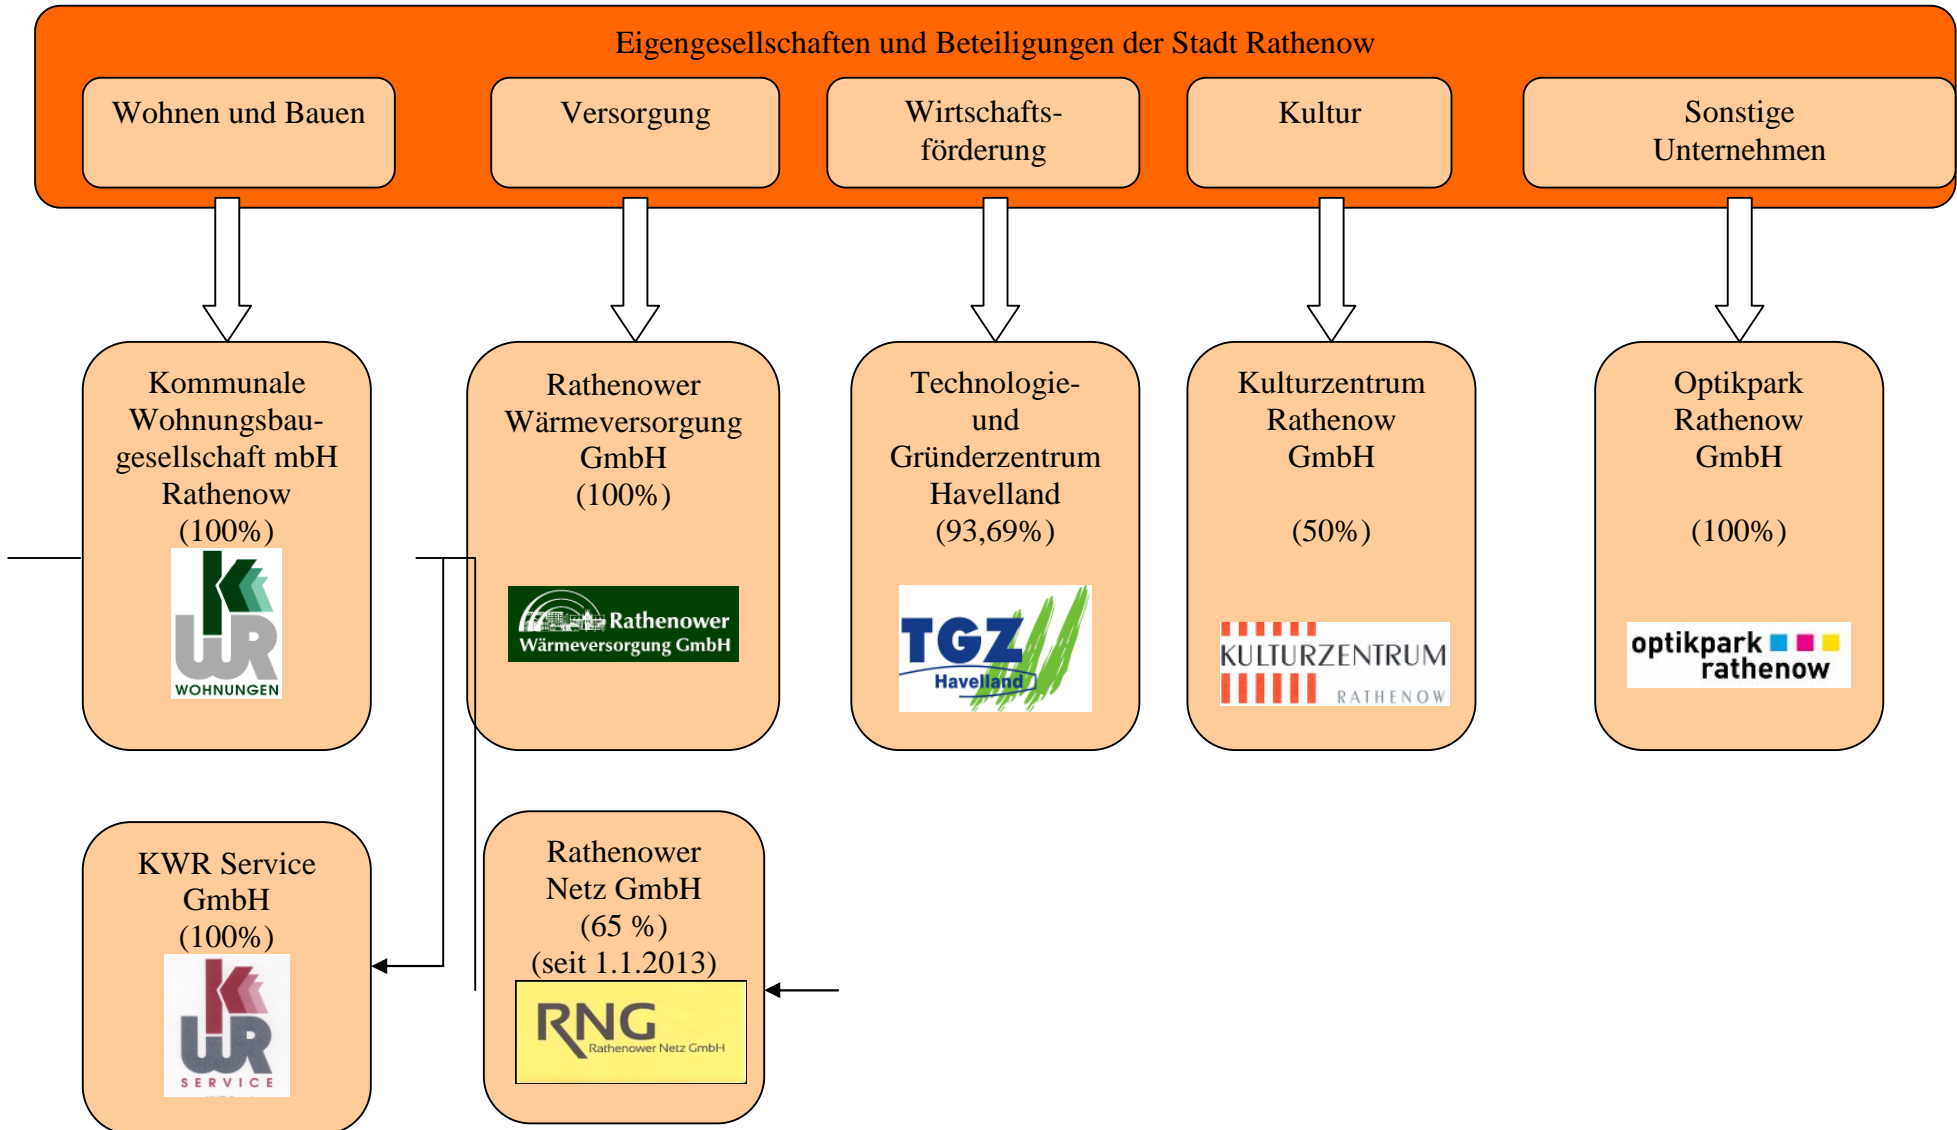 Eigengesellschaften und Beteiligungen der Stadt Rathenow
Wohnen und Bauen
Versorgung
Wirtschafts-
förderung
Kultur
Sonstige
Unternehmen
Kommunale
Wohnungsbau-
gesellschaft mbH
Rathenow
(100%)
KWR
WOHNUNGEN
Rathenower
Wärmeversorgung
GmbH
(100%)
Rathenower
Wärmeversorgung GmbH
Technologie-
und
Gründerzentrum
Havelland
(93,69%)
TGZ
Havelland
Kulturzentrum
Rathenow
GmbH
(50%)
KULTURZENTRUM
RATHENOW
Optikpark
Rathenow
GmbH
(100%)
optikpark
rathenow
KWR Service
GmbH
(100%)
KWR
SERVICE
Rathenower
Netz GmbH
(65 %)
(seit 1.1.2013)
RNG
Rathenower Netz GmbH